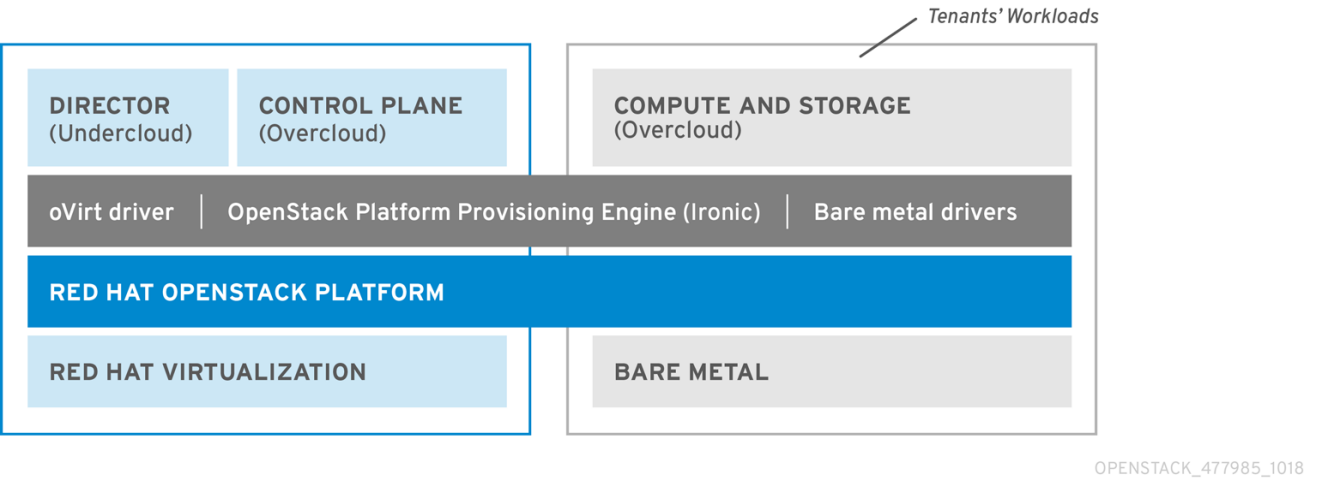 Tenants' Workloads
DIRECTOR
(Undercloud)
CONTROL PLANE
(Overcloud)
COMPUTE AND STORAGE
(Overcloud)
oVirt driver
OpenStack Platform Provisioning Engine (Ironic)
Bare metal drivers
RED HAT OPENSTACK PLATFORM
RED HAT VIRTUALIZATION
BARE METAL
OPENSTACK_477985_1018